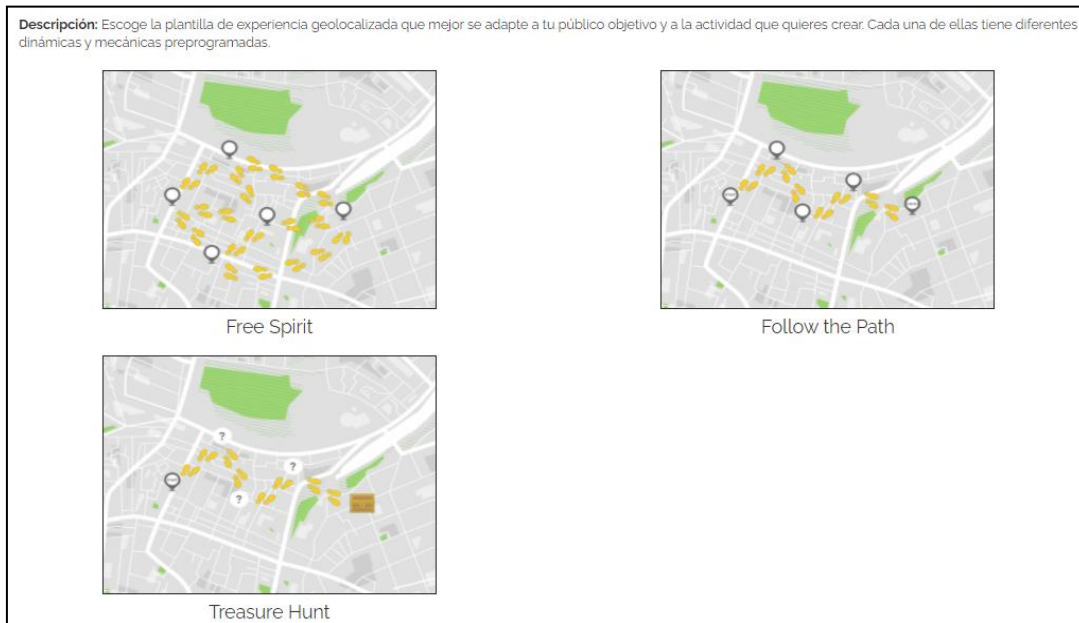 Descripción: Escoge la plantilla de experiencia geolocalizada que mejor se adapte a tu público objetivo y a la actividad que quieres crear. Cada una de ellas tiene diferentes
dinámicas y mecánicas preprogramadas.
Free Spirit
Follow the Path
?
?
?
Treasure Hunt